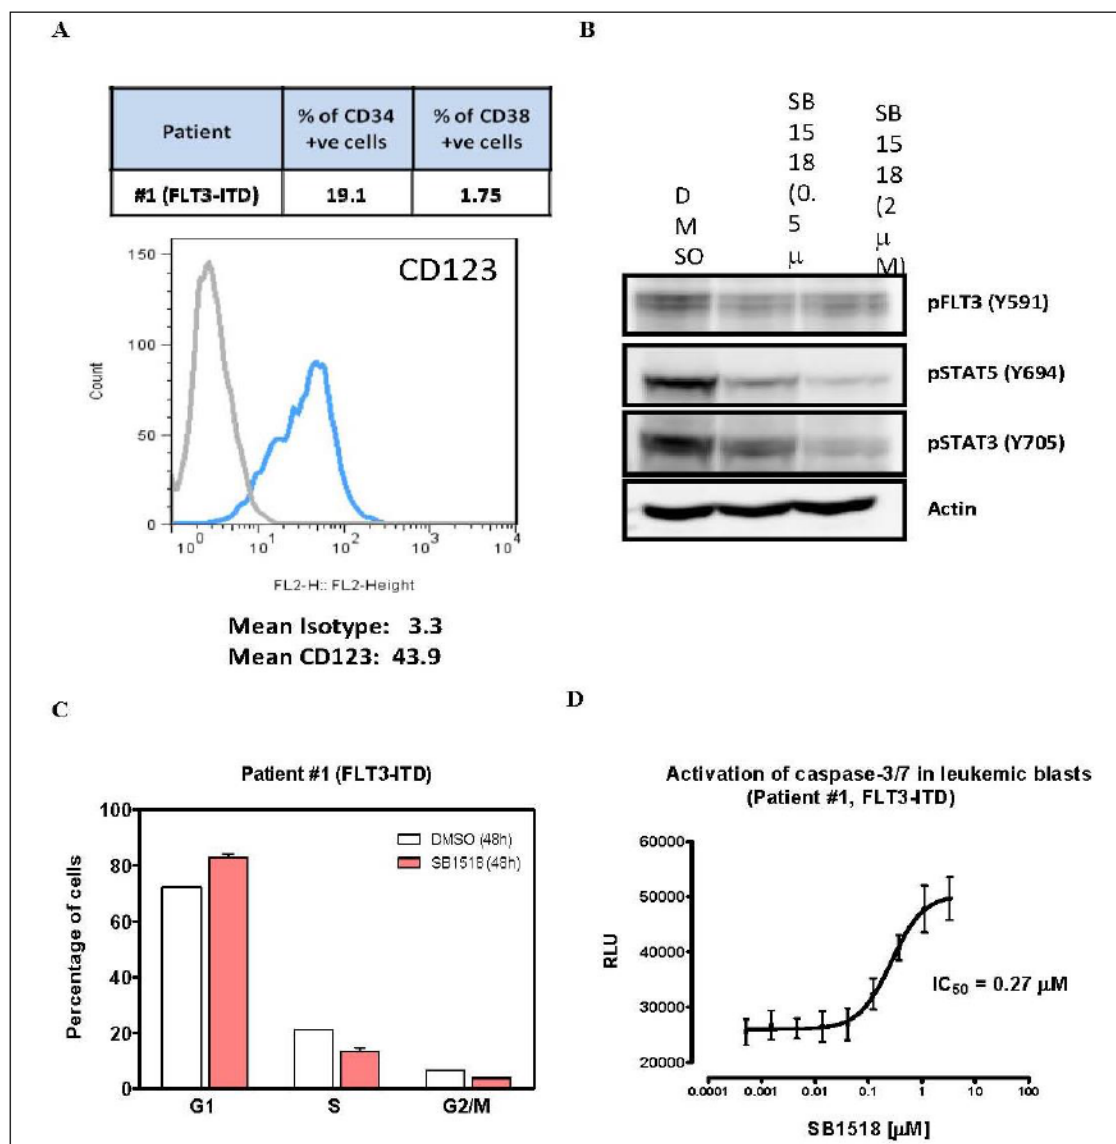 A
Patient
% of CD34
+ve cells
% of CD38
+ve cells
#1 (FLT3-ITD)
19.1
1.75
CD123
150
100
50
0
Count
10^0
10^1
10^2
10^3
10^4
FL2-H:: FL2-Height
Mean Isotype: 3.3
Mean CD123: 43.9
B
D
M
SO
SB
15
18
(0.
5
μ
SB
15
18
(2
μ
M)
pFLT3 (Y591)
pSTAT5 (Y694)
pSTAT3 (Y705)
Actin
C
Patient #1 (FLT3-ITD)
DMSO (48h)
SB1518 (48h)
Percentage of cells
100
80
60
40
20
0
G1
S
G2/M
D
Activation of caspase-3/7 in leukemic blasts
(Patient #1, FLT3-ITD)
RLU
60000
50000
40000
30000
20000
IC50 = 0.27 μM
0.0001
0.001
0.01
0.1
1
10
100
SB1518 [μM]